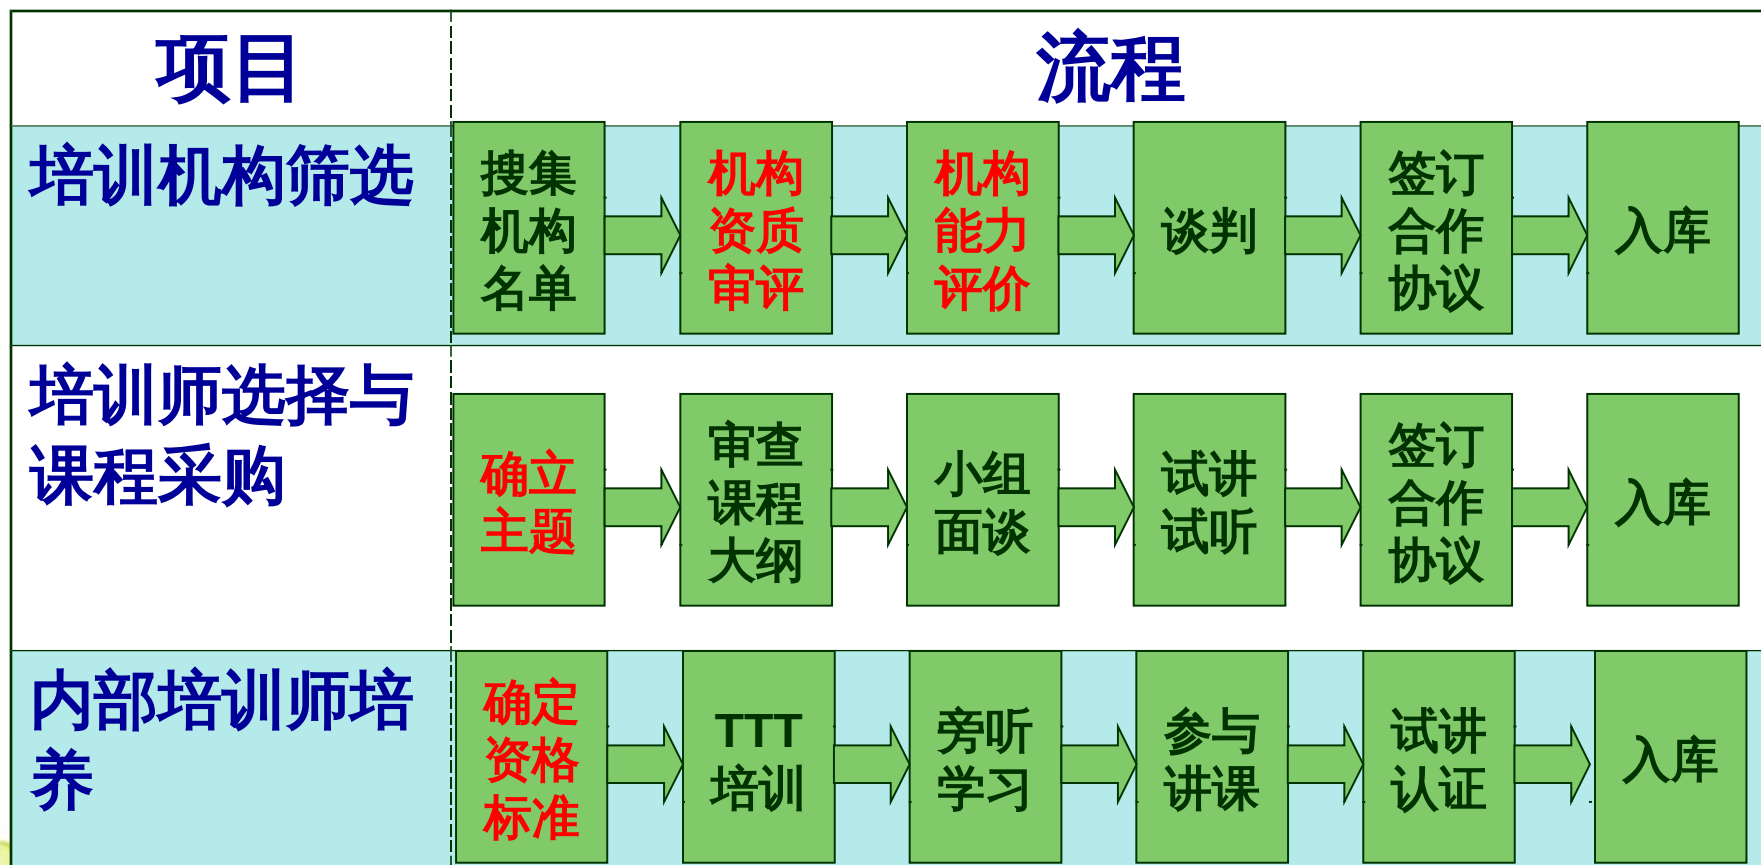 项目
流程
培训机构筛选
搜集
机构
名单
机构
资质
审评
机构
能力
评价
谈判
签订
合作
协议
入库
培训师选择与
课程采购
确立
主题
审查
课程
大纲
小组
面谈
试讲
试听
签订
合作
协议
入库
内部培训师培
养
确定
资格
标准
TTT
培训
旁听
学习
参与
讲课
试讲
认证
入库